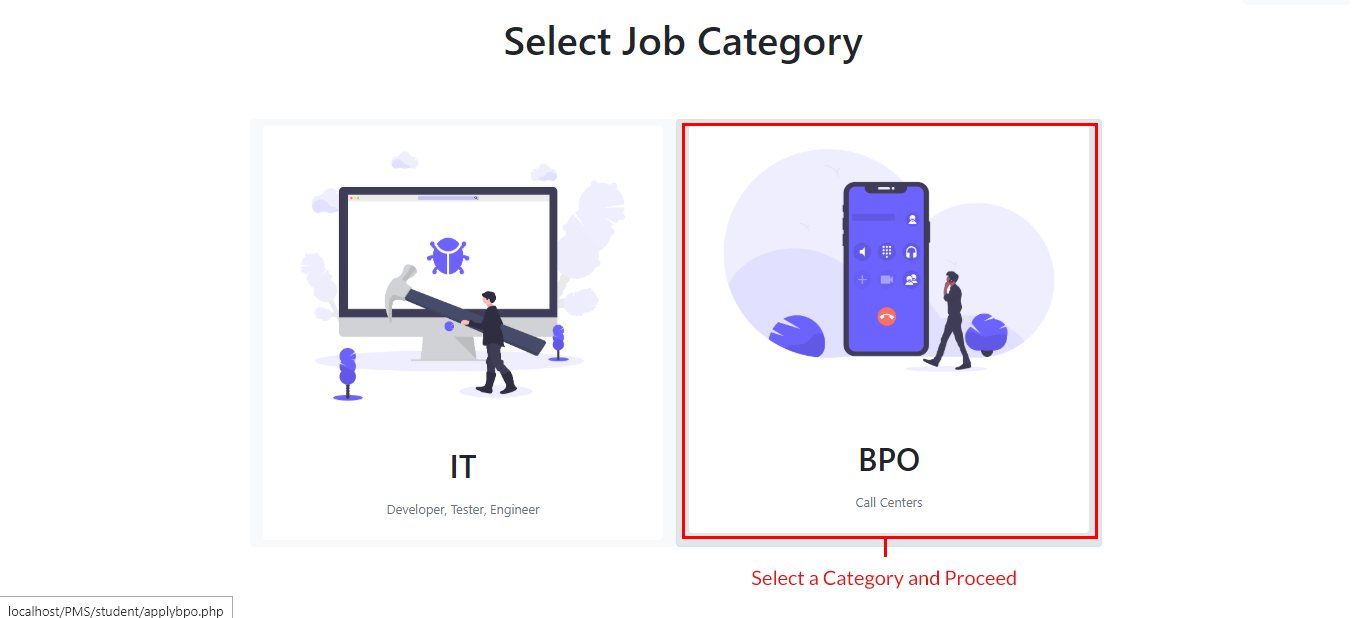 Select Job Category
IT
Developer, Tester, Engineer
BPO
Call Centers
Select a Category and Proceed
localhost/PMS/student/applybpo.php